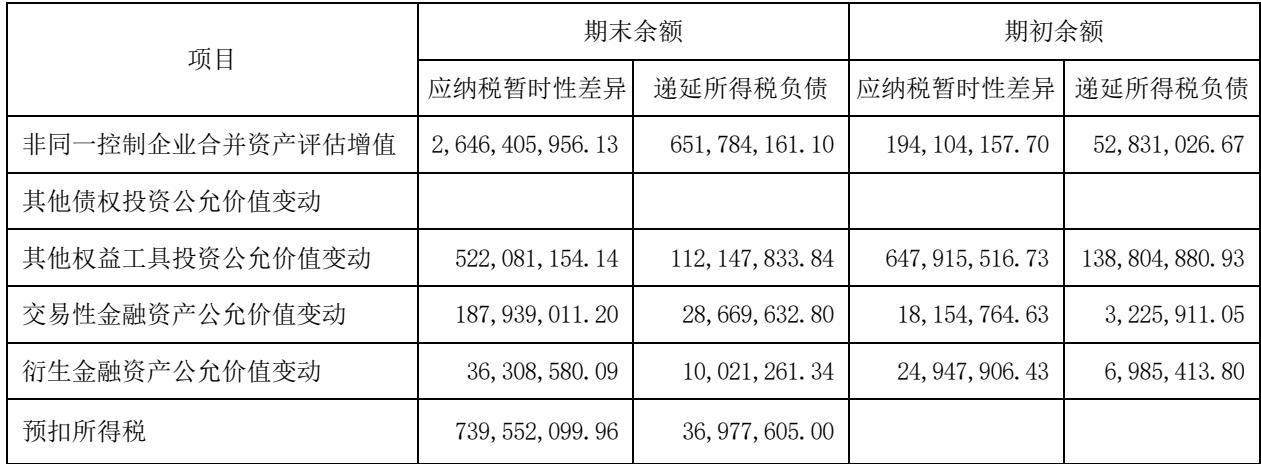 项目 期末余额 期初余额
应纳税暂时性差异 递延所得税负债 应纳税暂时性差异 递延所得税负债
非同一控制企业合并资产评估增值 2,646,405,956.13 651,784,161.10 194,104,157.70 52,831,026.67
其他债权投资公允价值变动
其他权益工具投资公允价值变动 522,081,154.14 112,147,833.84 647,915,516.73 138,804,880.93
交易性金融资产公允价值变动 187,939,011.20 28,669,632.80 18,154,764.63 3,225,911.05
衍生金融资产公允价值变动 36,308,580.09 10,021,261.34 24,947,906.43 6,985,413.80
预扣所得税 739,552,099.96 36,977,605.00